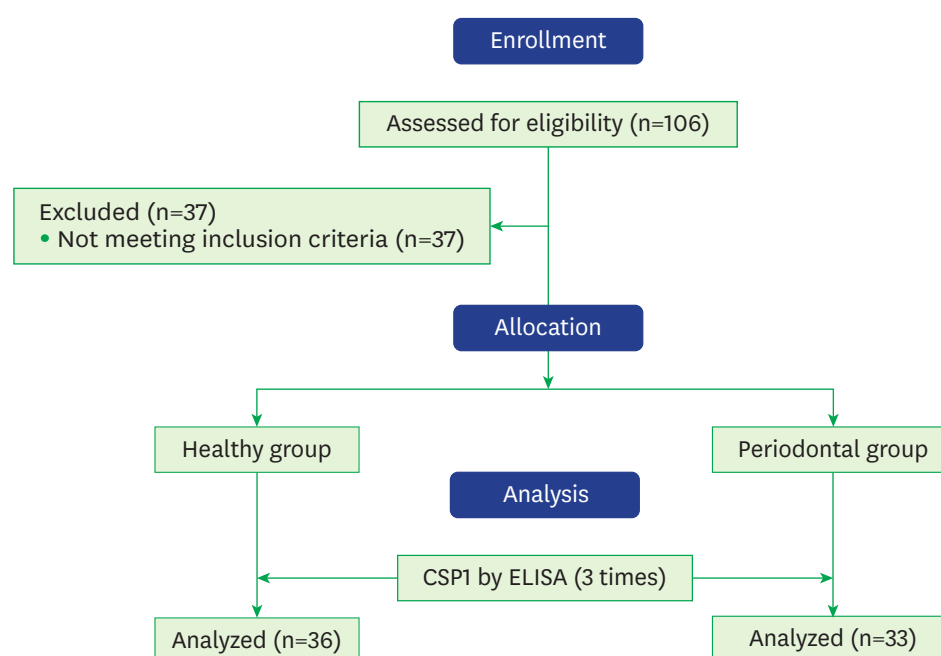 Enrollment
Assessed for eligibility (n=106)
Excluded (n=37)
• Not meeting inclusion criteria (n=37)
Allocation
Healthy group
Periodontal group
Analysis
CSP1 by ELISA (3 times)
Analyzed (n=36)
Analyzed (n=33)